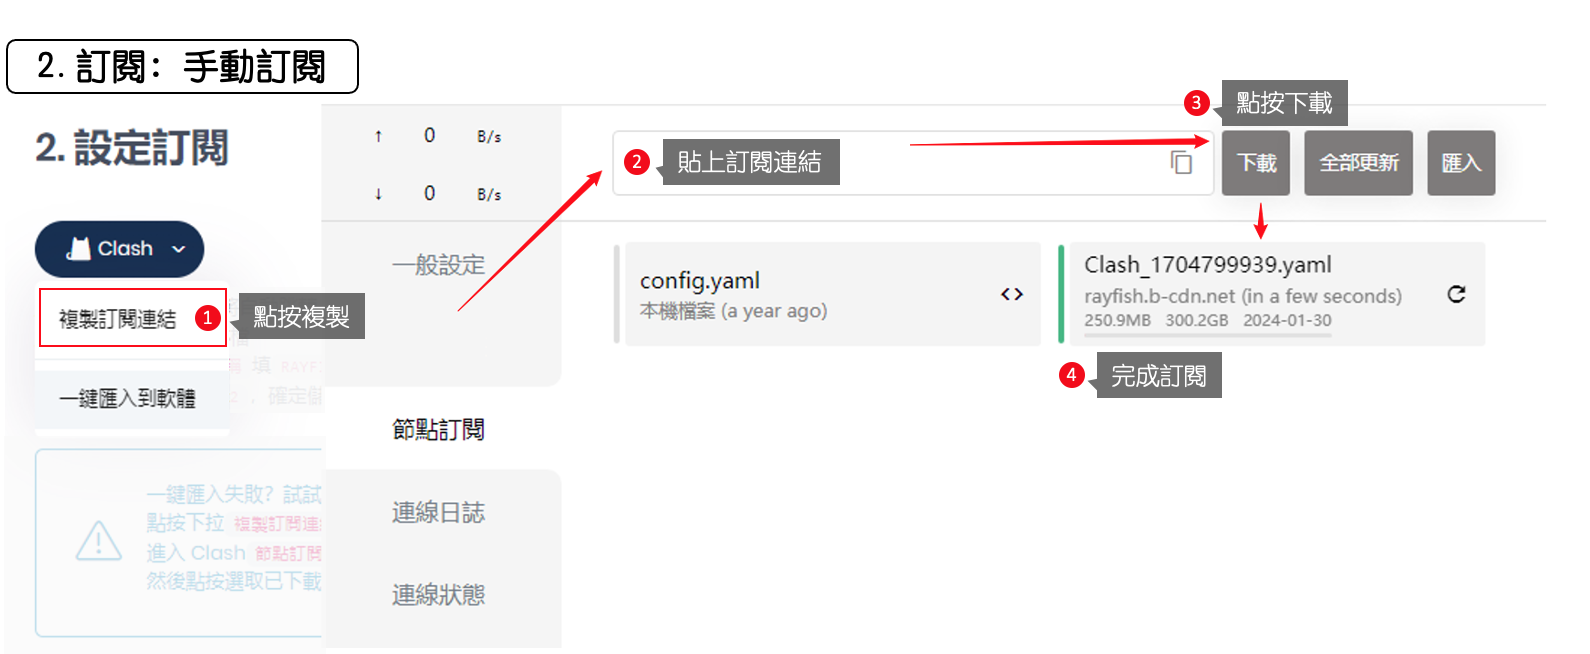 2. 訂閱：手動訂閱
2. 設定訂閱
Clash
複製訂閱連結
1
點按複製
填 RAYF
，確定儲
一鍵匯入到軟體
一鍵匯入失敗？試試
點按下拉 複製訂閱連
進入 Clash 節點訂閱
然後點按選取已下載
↑ 0 B/s
↓ 0 B/s
一般設定
節點訂閱
連線日誌
連線狀態
2
貼上訂閱連結
3
點按下載
下載
全部更新
匯入
config.yaml
本機檔案 (a year ago)
<>
Clash_1704799939.yaml
rayfish.b-cdn.net (in a few seconds)
250.9MB 300.2GB 2024-01-30
4
完成訂閱